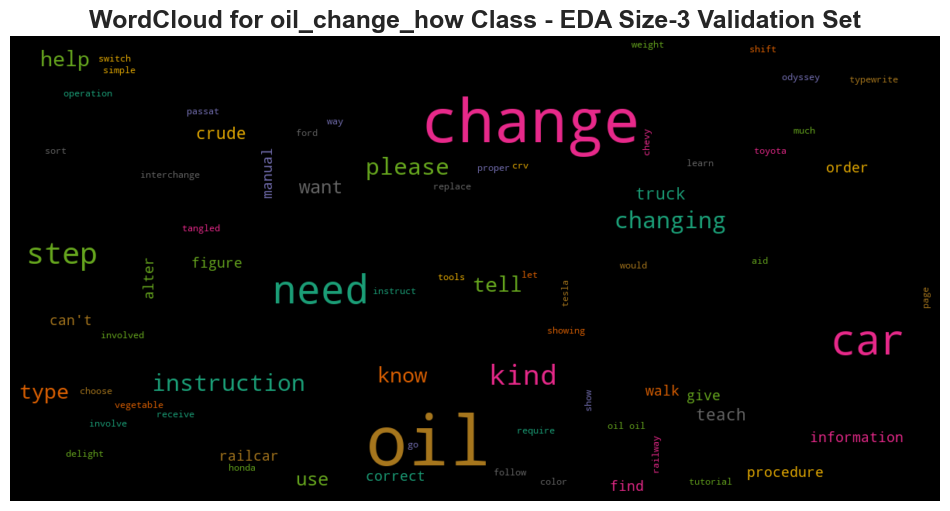 WordCloud for oil_change_how Class - EDA Size-3 Validation Set
weight
shift
help
switch
simple
odyssey
typewrite
operation
passat
change
way
crude
ford
much
chevy
sort
manual
please
proper
crv
learn
toyota
order
interchange
want
replace
truck
changing
tangled
step
figure
alter
need
instruct
tools
tell
let
tesla
would
aid
page
can't
involved
showing
car
type
choose
instruction
know
kind
walk
give
show
vegetable
receive
involve
teach
oil
go
require
oil oil
information
delight
railcar
honda
use
correct
follow
color
railway
find
tutorial
procedure